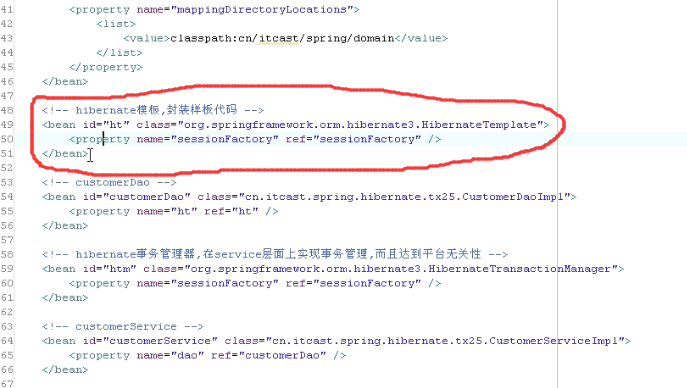 41 <property name="mappingDirectoryLocations">
42 <list>
43 <value>classpath:cn/itcast/spring/domain</value>
44 </list>
45 </property>
46 </bean>
47
48 <!-- hibernate模板,封装样板代码 -->
49 <bean id="ht" class="org.springframework.orm.hibernate3.HibernateTemplate">
50 <property name="sessionFactory" ref="sessionFactory" />
51 </bean>
52
53 <!-- customerDao -->
54 <bean id="customerDao" class="cn.itcast.spring.hibernate.tx25.CustomerDaoImpl">
55 <property name="ht" ref="ht" />
56 </bean>
57
58 <!-- hibernate事务管理器,在service层面上实现事务管理,而且达到平台无关性 -->
59 <bean id="htm" class="org.springframework.orm.hibernate3.HibernateTransactionManager">
60 <property name="sessionFactory" ref="sessionFactory" />
61 </bean>
62
63 <!-- customerService -->
64 <bean id="customerService" class="cn.itcast.spring.hibernate.tx25.CustomerServiceImpl">
65 <property name="dao" ref="customerDao" />
66 </bean>
67